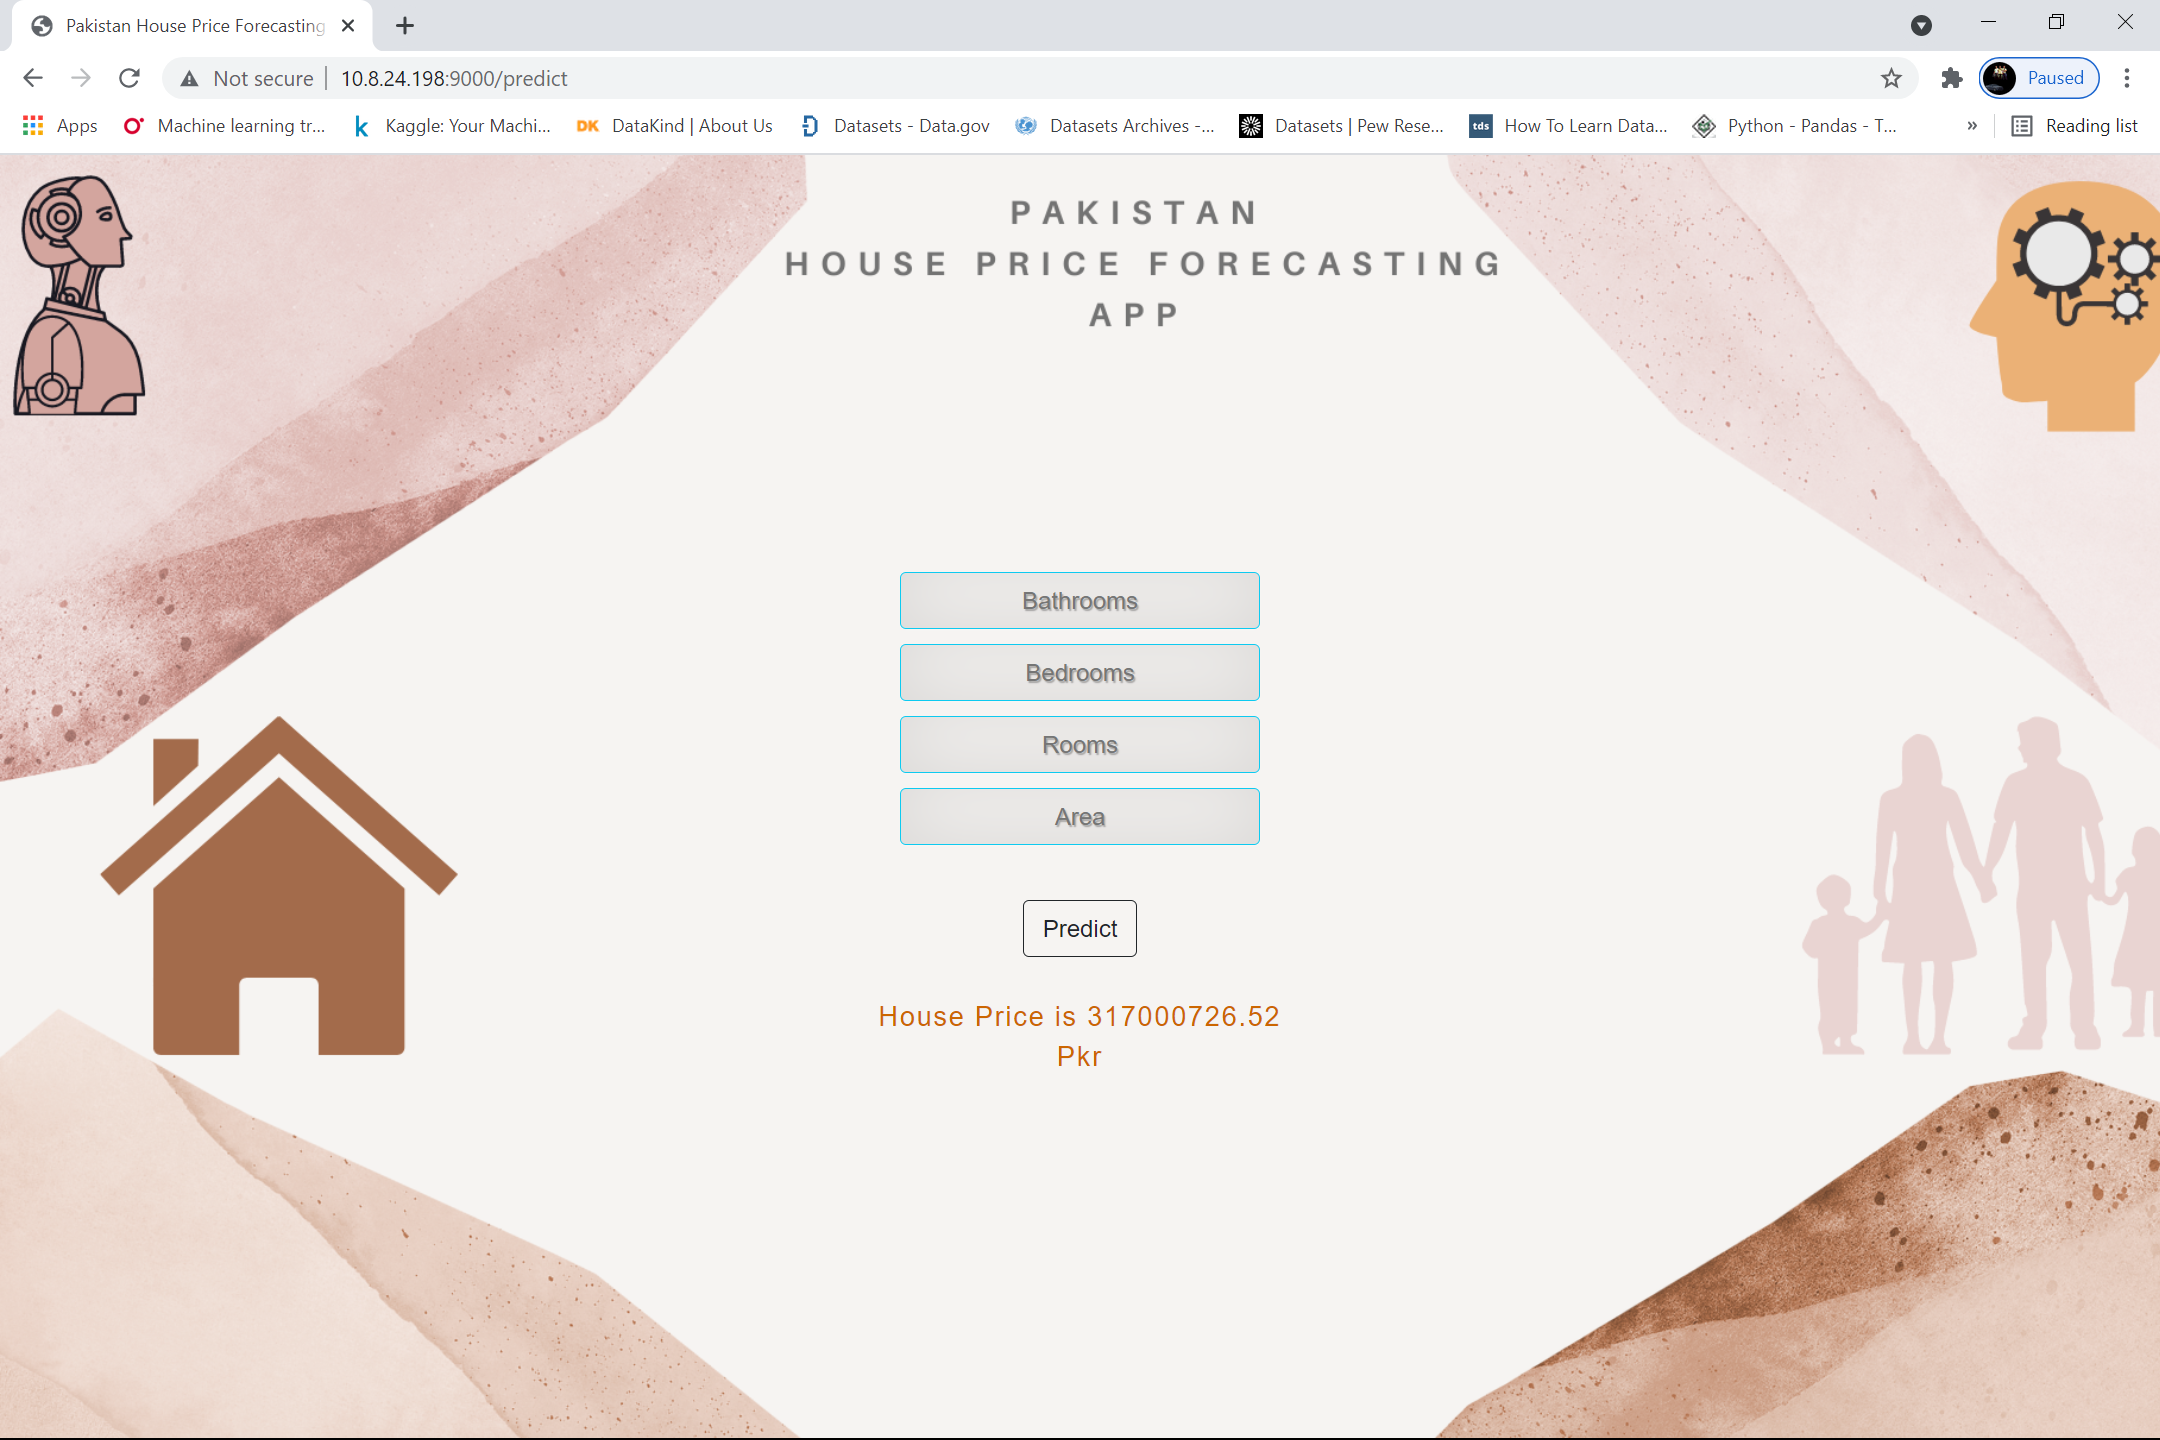 Pakistan House Price Forecasting
Not secure | 10.8.24.198:9000/predict
Paused
Apps
Machine learning tr...
Kaggle: Your Machi...
DK DataKind | About Us
Datasets - Data.gov
Datasets Archives -...
Datasets | Pew Rese...
tds How To Learn Data...
Python - Pandas - T...
»
Reading list
PAKISTAN
HOUSE PRICE FORECASTING
APP
Bathrooms
Bedrooms
Rooms
Area
Predict
House Price is 317000726.52
Pkr